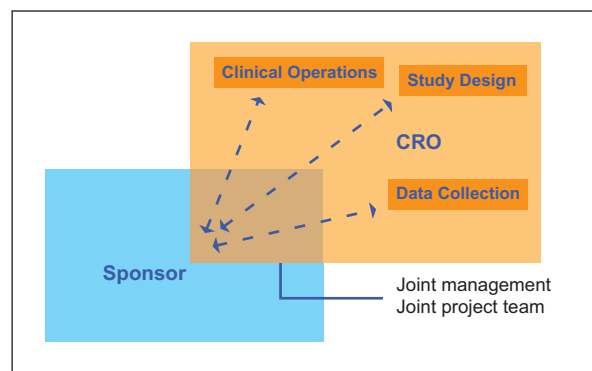 Clinical Operations
Study Design
CRO
Data Collection
Sponsor
Joint management
Joint project team